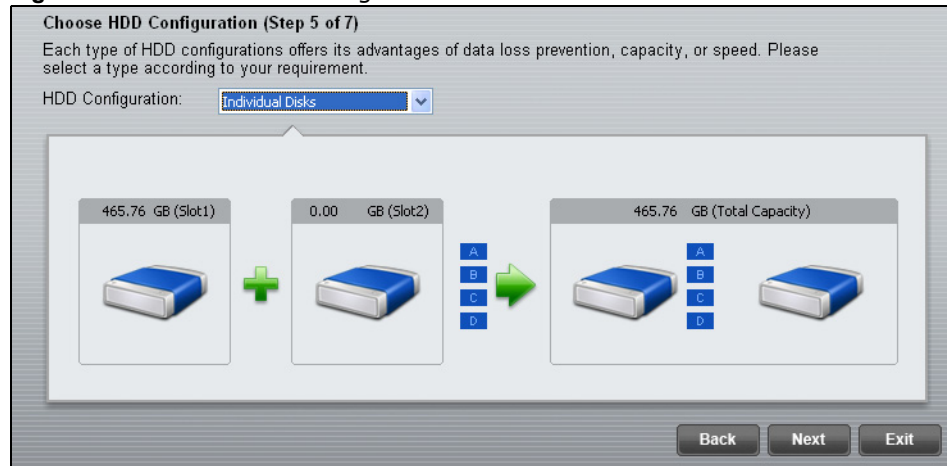 Choose HDD Configuration (Step 5 of 7)
Each type of HDD configurations offers its advantages of data loss prevention, capacity, or speed. Please
select a type according to your requirement.
HDD Configuration: Individual Disks
465.76 GB (Slot1) 0.00 GB (Slot2) 465.76 GB (Total Capacity)
A A
B B
C C
D D
Back Next Exit